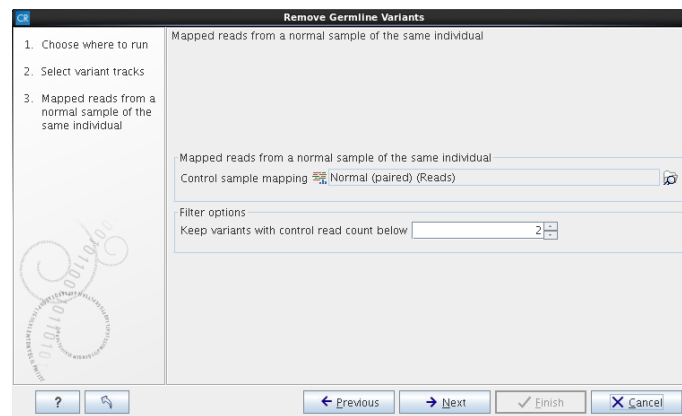 CR
Remove Germline Variants
1. Choose where to run
2. Select variant tracks
3. Mapped reads from a
normal sample of the
same individual
Mapped reads from a normal sample of the same individual
Mapped reads from a normal sample of the same individual
Control sample mapping
Normal (paired) (Reads)
Filter options
Keep variants with control read count below
2
?
Previous
Next
Finish
Cancel